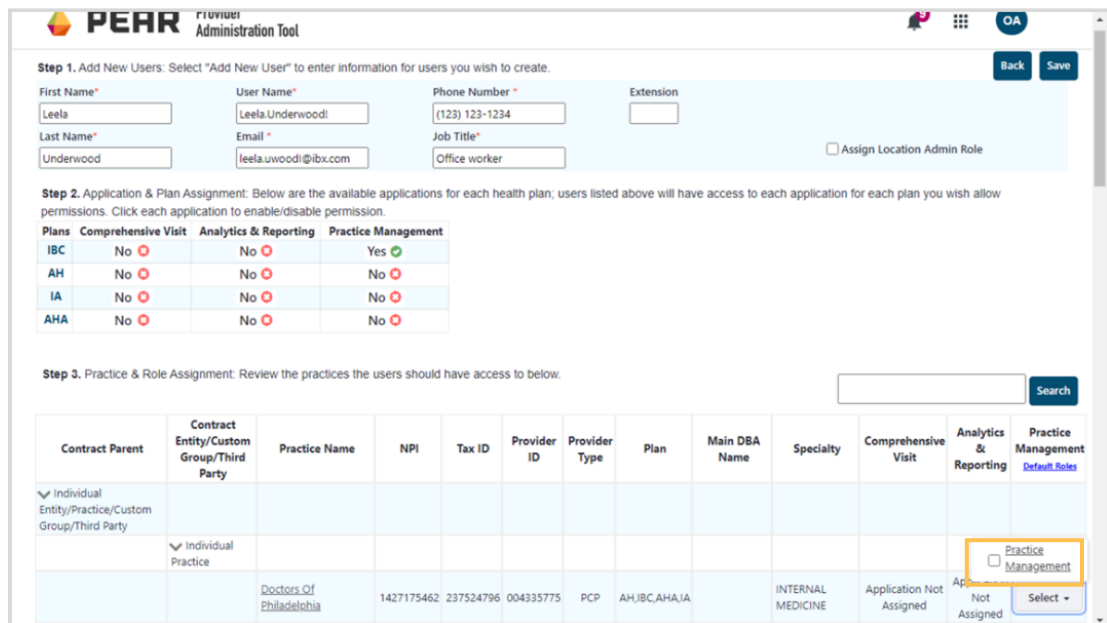 PEAR Provider
Administration Tool
9
OA
Step 1. Add New Users: Select "Add New User" to enter information for users you wish to create.
Back Save
First Name* User Name* Phone Number * Extension
Leela Leela.Underwood! (123) 123-1234
Last Name* Email * Job Title*
Underwood leela.uwood!@ibx.com Office worker Assign Location Admin Role
Step 2. Application & Plan Assignment: Below are the available applications for each health plan; users listed above will have access to each application for each plan you wish allow
permissions. Click each application to enable/disable permission.
Plans Comprehensive Visit Analytics & Reporting Practice Management
IBC No No Yes
AH No No No
IA No No No
AHA No No No
Step 3. Practice & Role Assignment: Review the practices the users should have access to below.
Search
Contract Parent
Contract
Entity/Custom
Group/Third
Party
Practice Name
NPI
Tax ID
Provider
ID
Provider
Type
Plan
Main DBA
Name
Specialty
Comprehensive
Visit
Analytics
&
Reporting
Practice
Management
Default Roles
Individual
Entity/Practice/Custom
Group/Third Party
Individual
Practice
Practice
Management
Doctors Of
Philadelphia
1427175462 237524796 004335775 PCP AH,IBC,AHA,IA
INTERNAL
MEDICINE
Application Not
Assigned
Application
Not
Assigned
Select